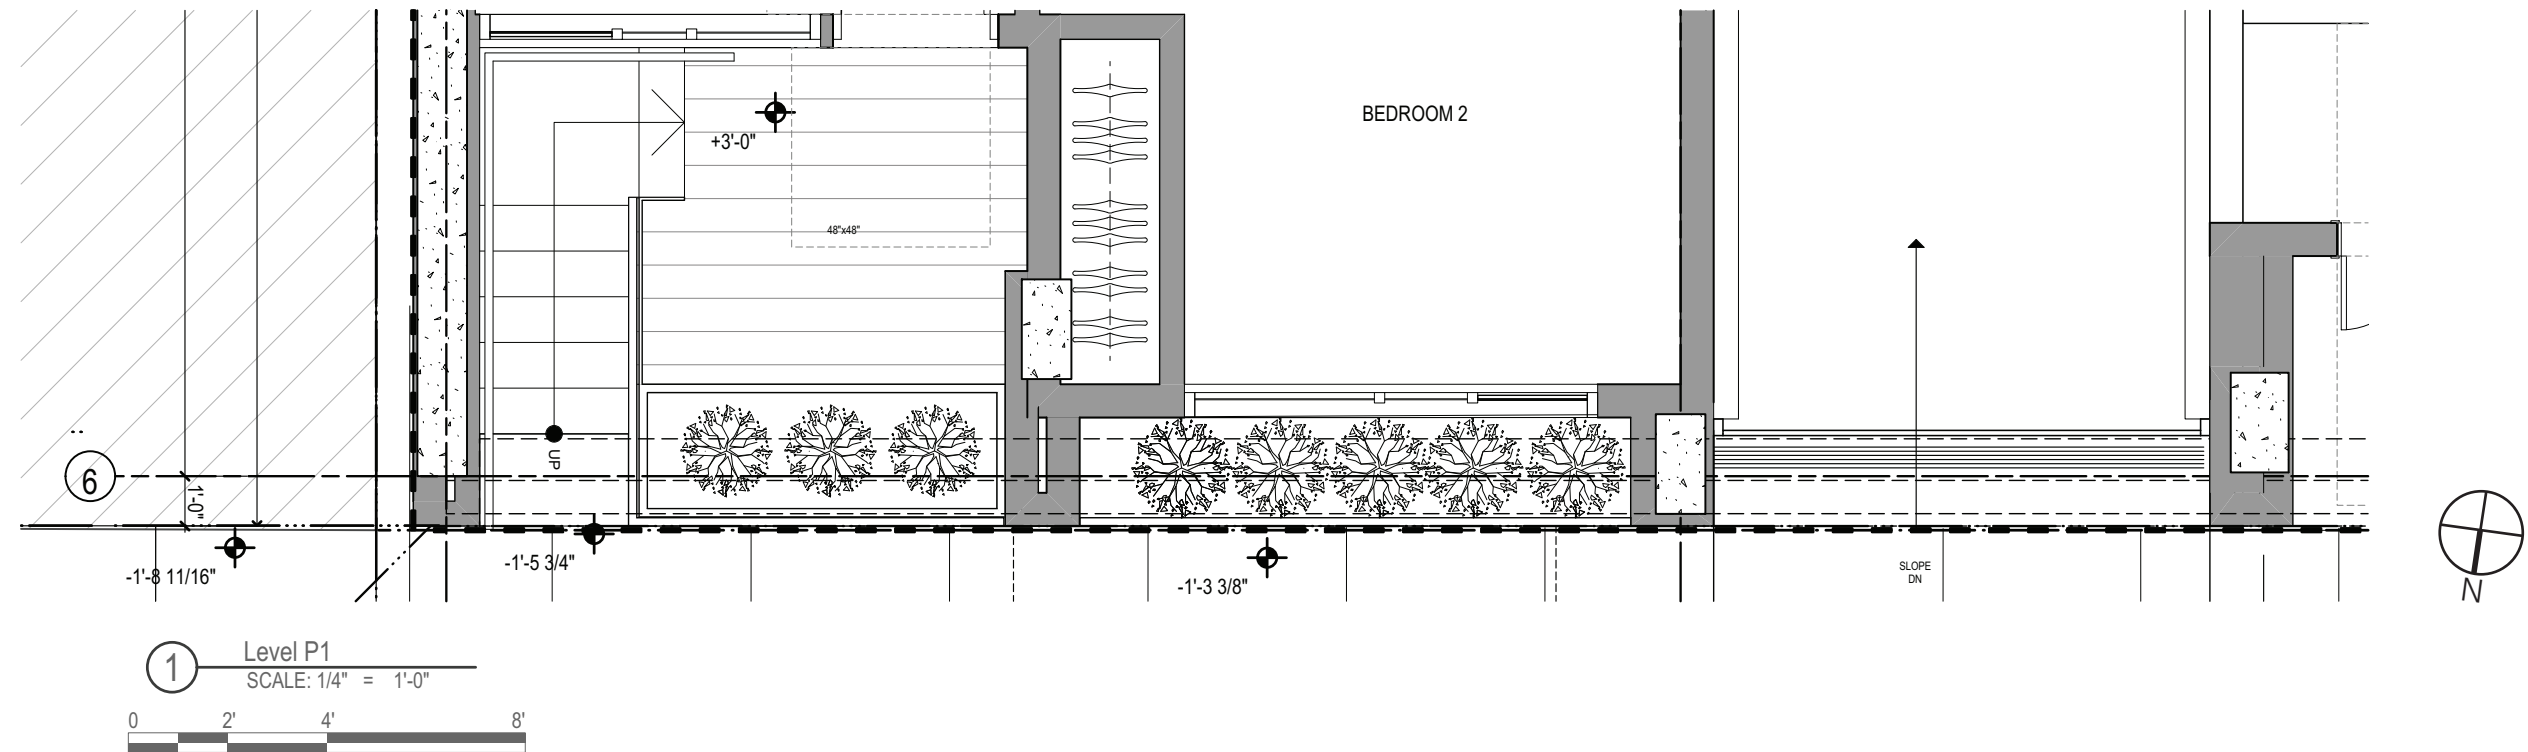 BEDROOM 2
+3'-0"
48"x48"
UP
6
1'-0"
-1'-8 11/16"
-1'-5 3/4"
-1'-3 3/8"
SLOPE
DN
N
1
Level P1
SCALE: 1/4" = 1'-0"
0 2' 4' 8'